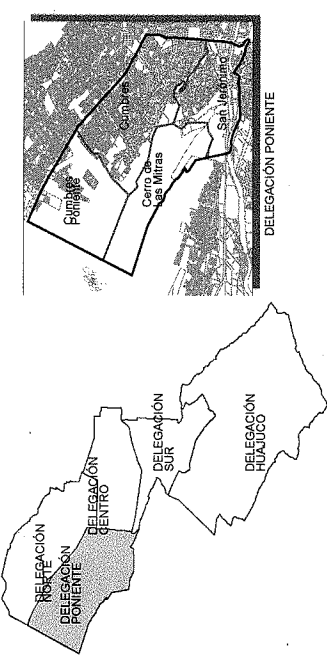 DELEGACIÓN
NORTE
DELEGACIÓN
PONIENTE
DELEGACIÓN
CENTRO
DELEGACIÓN
SUR
DELEGACIÓN
HUAJUCO
Cumbres
Poniente
Cumbres
Cerro de
Las Mitras
San Jerónimo
DELEGACIÓN PONIENTE